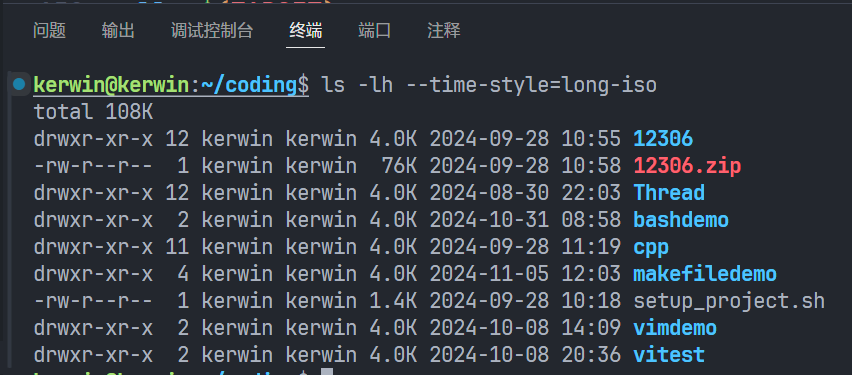 问题 输出 调试控制台 终端 端口 注释
kerwin@kerwin:~/coding$ ls -lh --time-style=long-iso
total 108K
drwxr-xr-x 12 kerwin kerwin 4.0K 2024-09-28 10:55 12306
-rw-r--r--  1 kerwin kerwin  76K 2024-09-28 10:58 12306.zip
drwxr-xr-x 12 kerwin kerwin 4.0K 2024-08-30 22:03 Thread
drwxr-xr-x  2 kerwin kerwin 4.0K 2024-10-31 08:58 bashdemo
drwxr-xr-x 11 kerwin kerwin 4.0K 2024-09-28 11:19 cpp
drwxr-xr-x  4 kerwin kerwin 4.0K 2024-11-05 12:03 makefiledemo
-rw-r--r--  1 kerwin kerwin 1.4K 2024-09-28 10:18 setup_project.sh
drwxr-xr-x  2 kerwin kerwin 4.0K 2024-10-08 14:09 vimdemo
drwxr-xr-x  2 kerwin kerwin 4.0K 2024-10-08 20:36 vitest